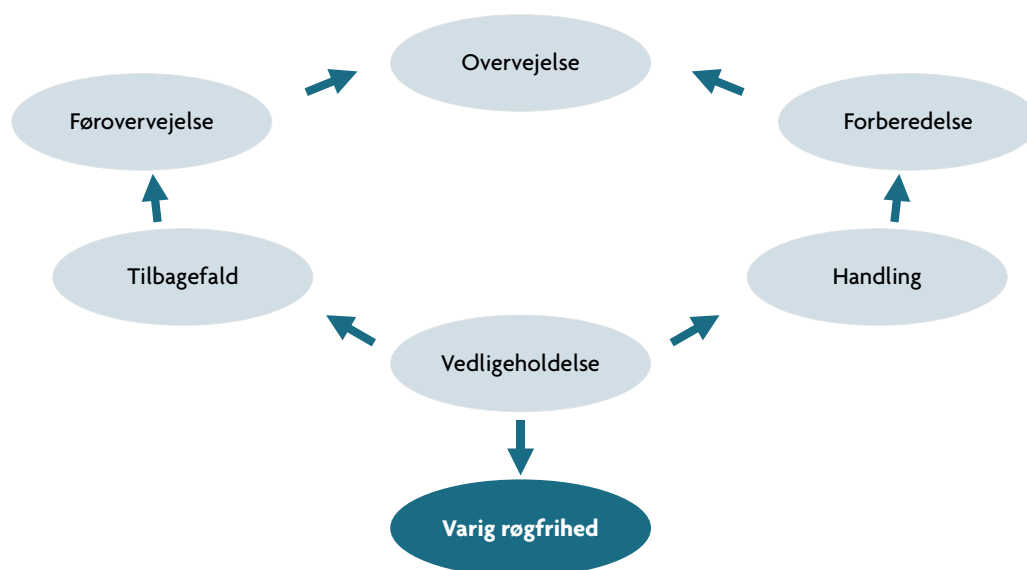 Overvejelse
Førovervejelse
Forberedelse
Tilbagefald
Handling
Vedligeholdelse
Varig røgfrihed